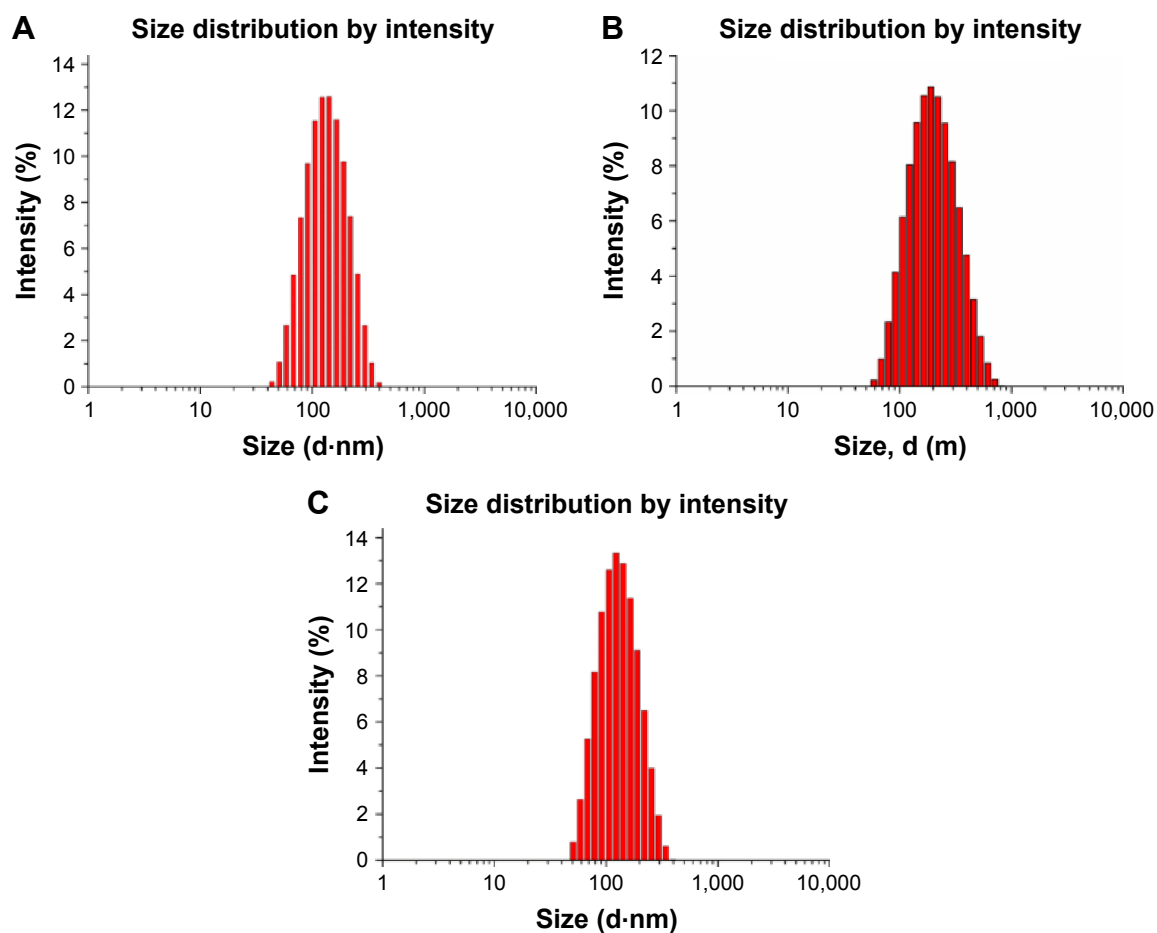 A Size distribution by intensity
14
12
10
8
6
4
2
0
Intensity (%)
1 10 100 1,000 10,000
Size (d·nm)
B Size distribution by intensity
12
10
8
6
4
2
0
Intensity (%)
1 10 100 1,000 10,000
Size, d (m)
C Size distribution by intensity
14
12
10
8
6
4
2
0
Intensity (%)
1 10 100 1,000 10,000
Size (d·nm)